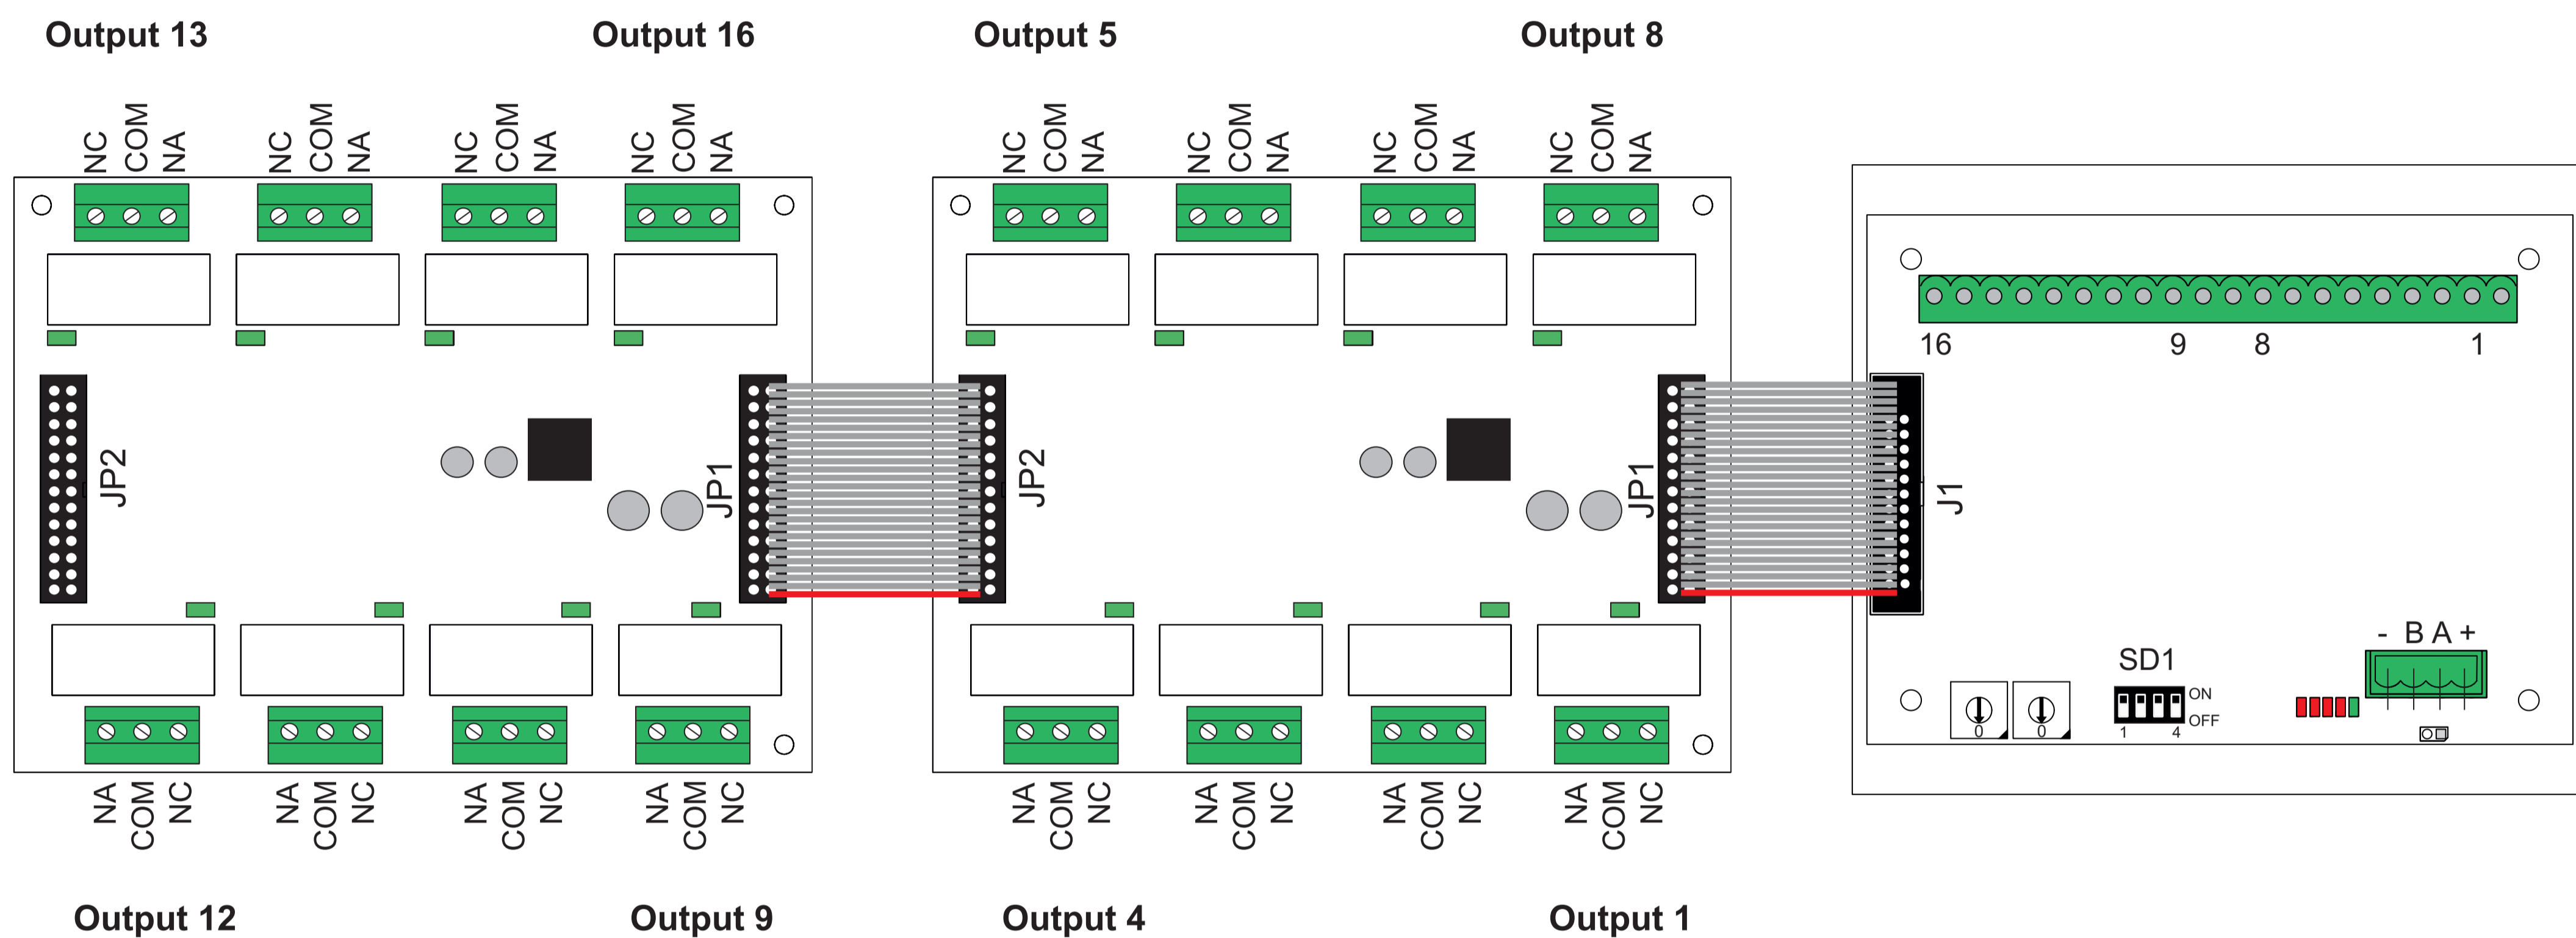 Output 13 Output 16 Output 5 Output 8
NC COM NA NC COM NA NC COM NA NC COM NA NC COM NA NC COM NA NC COM NA NC COM NA
16 9 8 1
JP2 JP1 JP2 JP1 J1
- B A +
SD1
ON
OFF
0 0 1 4
NA COM NC NA COM NC NA COM NC NA COM NC NA COM NC NA COM NC NA COM NC NA COM NC
Output 12 Output 9 Output 4 Output 1